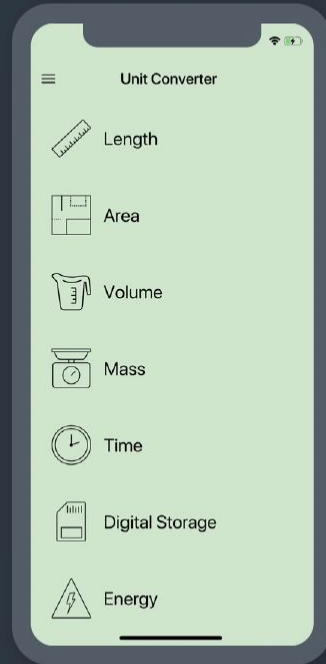 Unit Converter
Length
Area
Volume
Mass
Time
Digital Storage
Energy